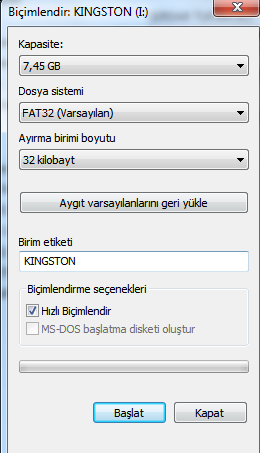 Biçimlendir: KINGSTON (I:)
Kapasite:
7,45 GB
Dosya sistemi
FAT32 (Varsayılan)
Ayırma birimi boyutu
32 kilobayt
Aygıt varsayılanlarını geri yükle
Birim etiketi
KINGSTON
Biçimlendirme seçenekleri
Hızlı Biçimlendir
MS-DOS başlatma disketi oluştur
Başlat
Kapat